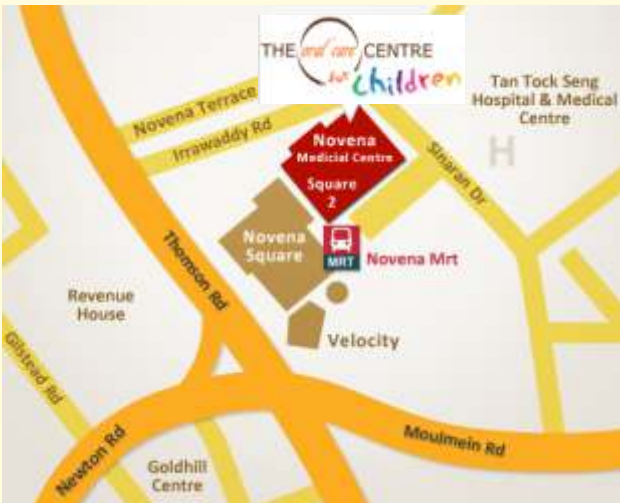 THE oral care CENTRE
for children
Tan Tock Seng
Hospital & Medical
Centre
H
Novena Terrace
Irrawaddy Rd
Novena
Medicial Centre
Square
2
Sinaran Dr
Novena
Square
MRT
Novena Mrt
Thomson Rd
Revenue
House
Velocity
Gilstead Rd
Newton Rd
Moulmein Rd
Goldhill
Centre